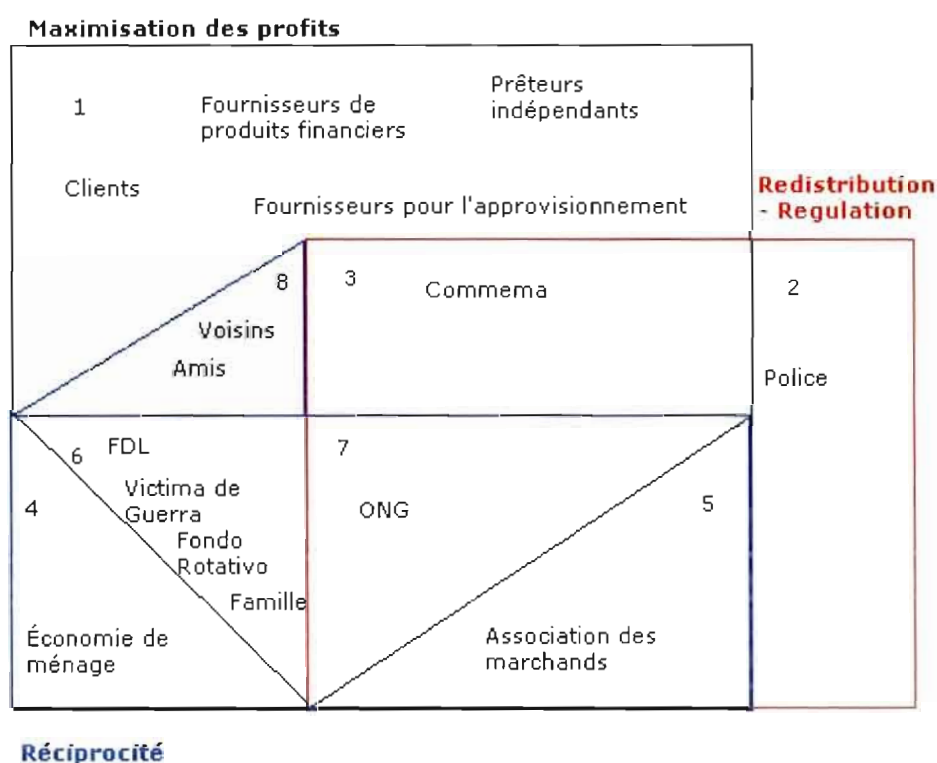 Maximisation des profits
1
Fournisseurs de
produits financiers
Prêteurs
indépendants
Clients
Fournisseurs pour l'approvisionnement
Redistribution
- Regulation
8
Voisins
Amis
3
Commema
2
Police
6
FDL
Victima de
Guerra
Fondo
Rotativo
Famille
4
Économie de
ménage
7
ONG
5
Association des
marchands
Réciprocité